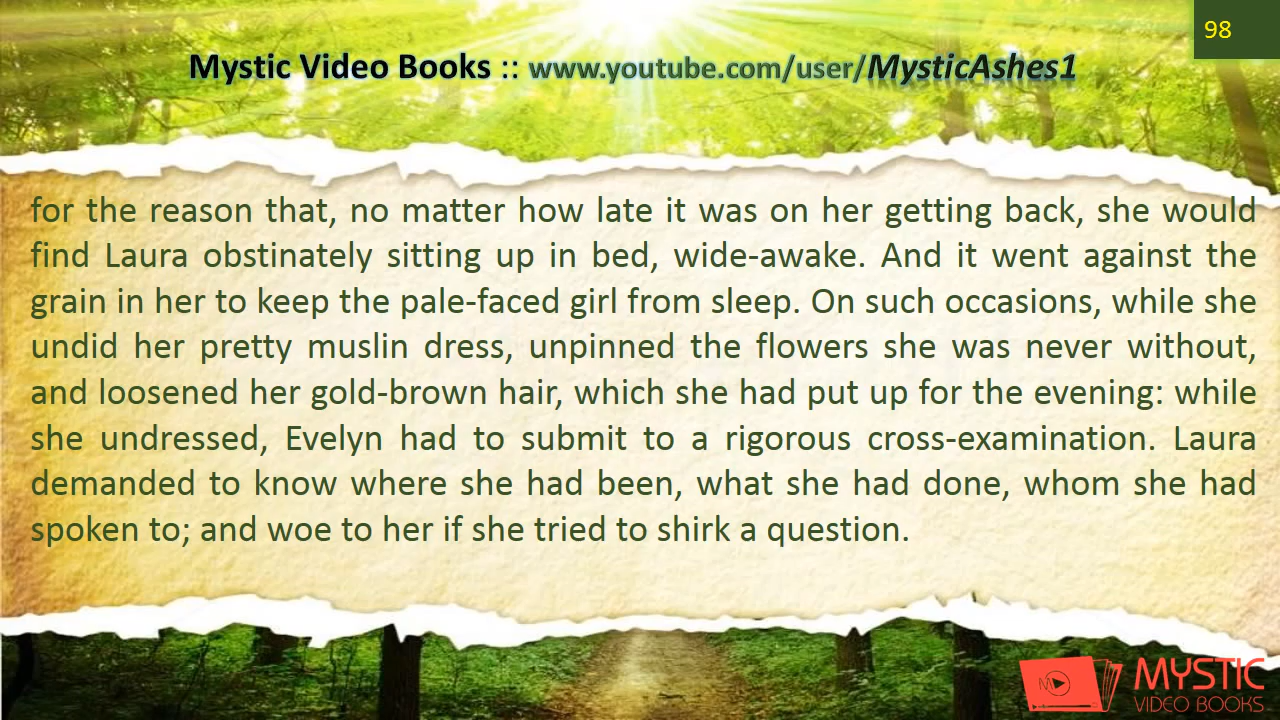 98
Mystic Video Books :: www.youtube.com/user/MysticAshes1
for the reason that, no matter how late it was on her getting back, she would
find Laura obstinately sitting up in bed, wide-awake. And it went against the
grain in her to keep the pale-faced girl from sleep. On such occasions, while she
undid her pretty muslin dress, unpinned the flowers she was never without,
and loosened her gold-brown hair, which she had put up for the evening: while
she undressed, Evelyn had to submit to a rigorous cross-examination. Laura
demanded to know where she had been, what she had done, whom she had
spoken to; and woe to her if she tried to shirk a question.
MYSTIC
VIDEO BOOKS